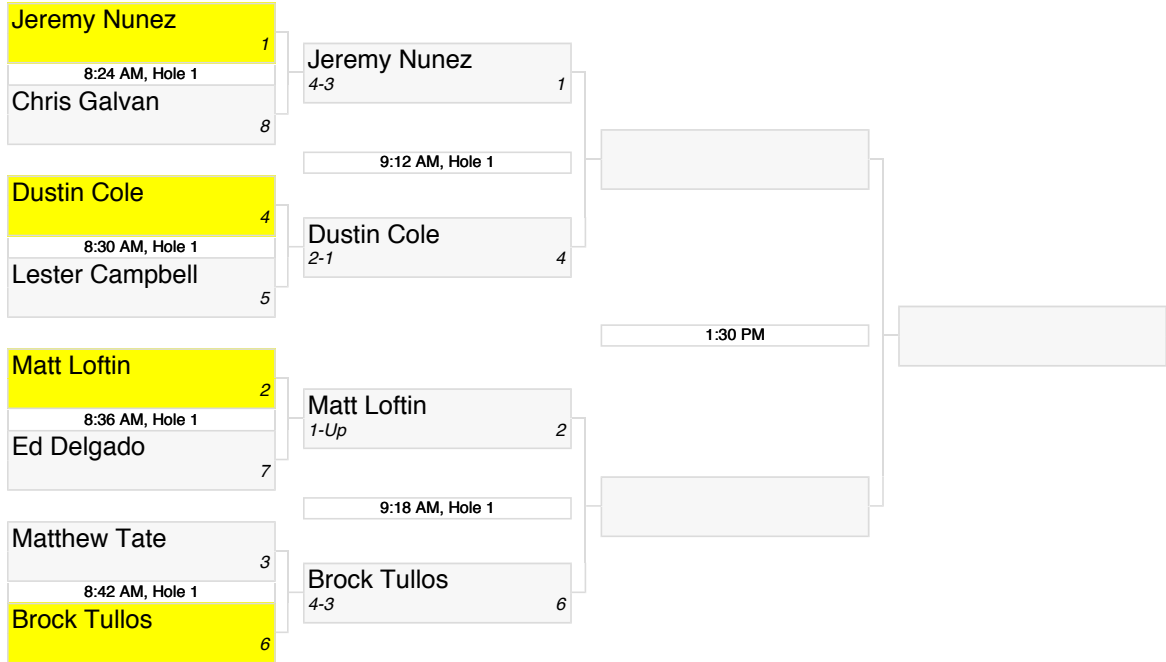 Jeremy Nunez
1
8:24 AM, Hole 1
Chris Galvan
8
Dustin Cole
4
8:30 AM, Hole 1
Lester Campbell
5
Matt Loftin
2
8:36 AM, Hole 1
Ed Delgado
7
Matthew Tate
3
8:42 AM, Hole 1
Brock Tullos
6
Jeremy Nunez
4-3 1
9:12 AM, Hole 1
Dustin Cole
2-1 4
Matt Loftin
1-Up 2
9:18 AM, Hole 1
Brock Tullos
4-3 6
1:30 PM